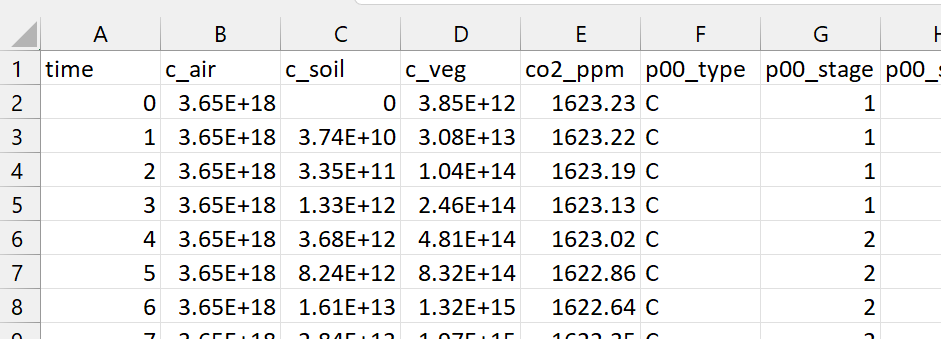 A B C D E F G
1 time c_air c_soil c_veg co2_ppm p00_type p00_stage
2 0 3.65E+18 0 3.85E+12 1623.23 C 1
3 1 3.65E+18 3.74E+10 3.08E+13 1623.22 C 1
4 2 3.65E+18 3.35E+11 1.04E+14 1623.19 C 1
5 3 3.65E+18 1.33E+12 2.46E+14 1623.13 C 1
6 4 3.65E+18 3.68E+12 4.81E+14 1623.02 C 2
7 5 3.65E+18 8.24E+12 8.32E+14 1622.86 C 2
8 6 3.65E+18 1.61E+13 1.32E+15 1622.64 C 2